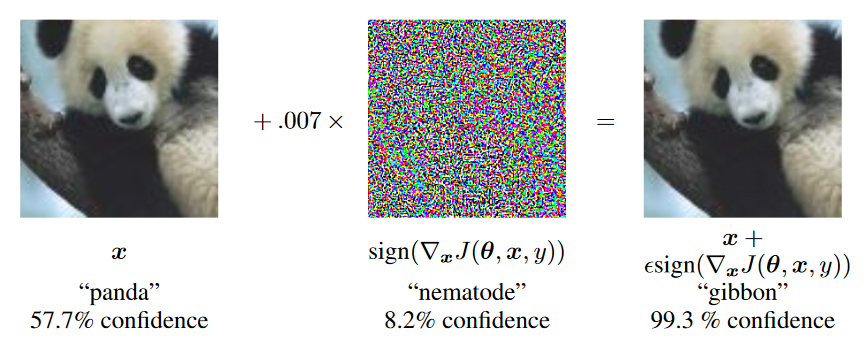 + .007 ×
=
x
sign(∇ₓJ(θ, x, y))
x +
ϵsign(∇ₓJ(θ, x, y))
“panda”
“nematode”
“gibbon”
57.7% confidence
8.2% confidence
99.3 % confidence